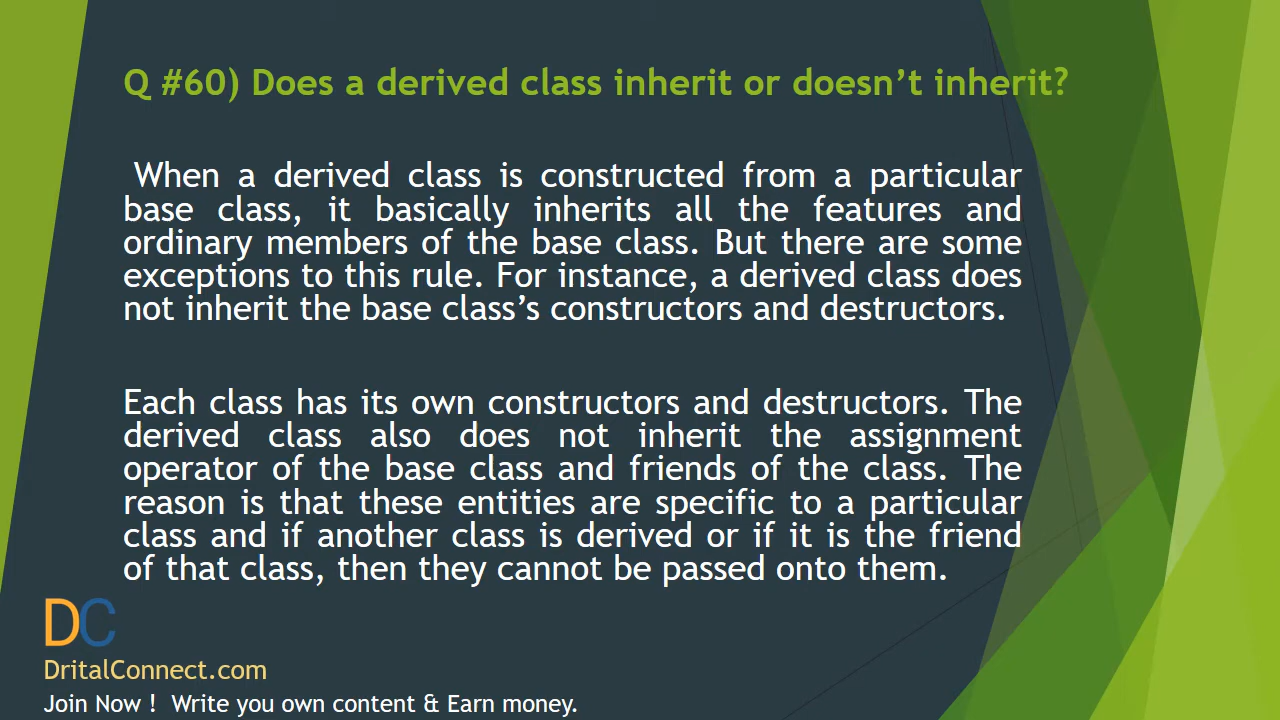 Q #60) Does a derived class inherit or doesn’t inherit?
When a derived class is constructed from a particular
base class, it basically inherits all the features and
ordinary members of the base class. But there are some
exceptions to this rule. For instance, a derived class does
not inherit the base class’s constructors and destructors.
Each class has its own constructors and destructors. The
derived class also does not inherit the assignment
operator of the base class and friends of the class. The
reason is that these entities are specific to a particular
class and if another class is derived or if it is the friend
of that class, then they cannot be passed onto them.
DC
DritalConnect.com
Join Now ! Write you own content & Earn money.